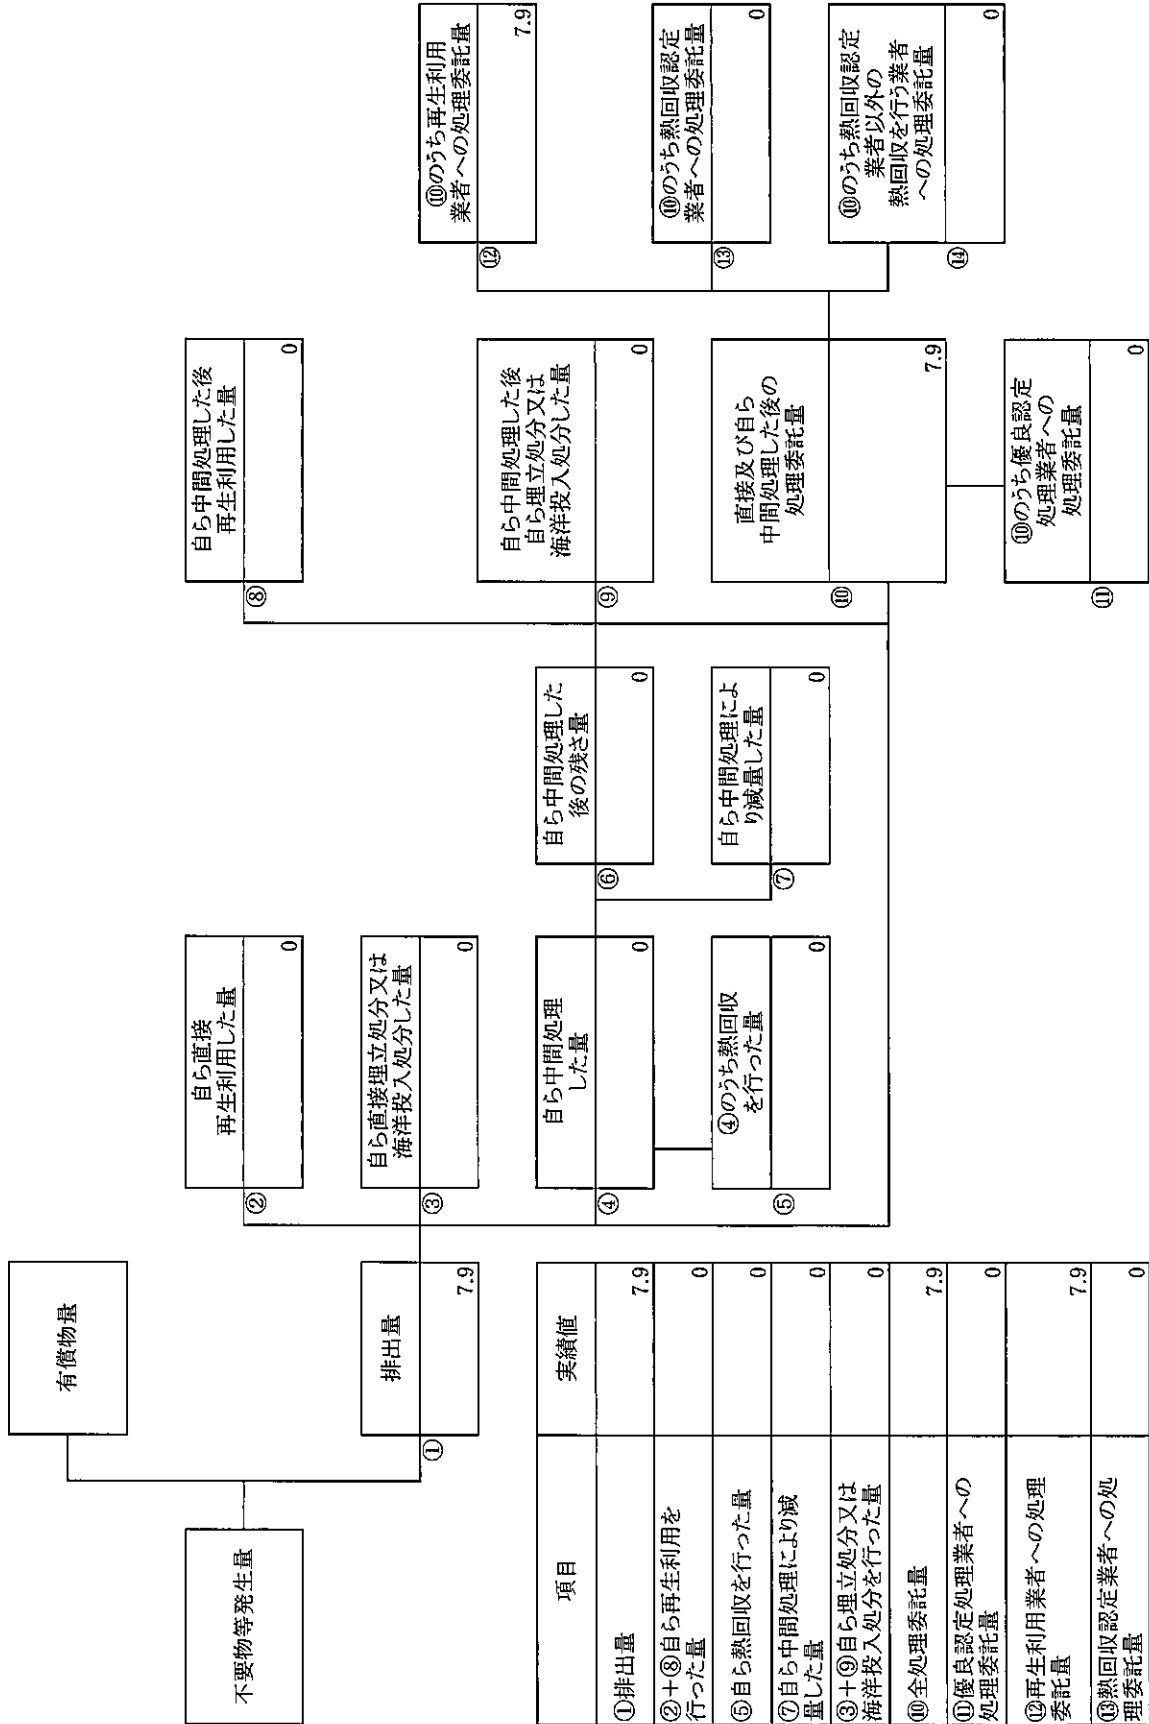 有償物量
不要物等発生量
①
排出量
7.9
②
自ら直接
再生利用した量
0
③
自ら直接埋立処分又は
海洋投入処分した量
0
④
自ら中間処理
した量
0
⑤
④のうち熱回収
を行った量
0
⑥
自ら中間処理した
後の残さ量
0
⑦
自ら中間処理によ
り減量した量
0
⑧
自ら中間処理した後
再生利用した量
0
⑨
自ら中間処理した後
自ら埋立処分又は
海洋投入処分した量
0
⑩
直接及び自ら
中間処理した後の
処理委託量
7.9
⑪
⑩のうち優良認定
処理業者への
処理委託量
0
⑫
⑩のうち再生利用
業者への処理委託量
7.9
⑬
⑩のうち熱回収認定
業者への処理委託量
0
⑭
⑩のうち熱回収認定
業者以外の
熱回収を行う業者
への処理委託量
0
項目 実績値
①排出量 7.9
②+⑧自ら再生利用を
行った量 0
⑤自ら熱回収を行った量 0
⑦自ら中間処理により減
量した量 0
③+⑨自ら埋立処分又は
海洋投入処分を行った量 0
⑩全処理委託量 7.9
⑪優良認定処理業者への
処理委託量 0
⑫再生利用業者への処理
委託量 7.9
⑬熱回収認定業者への処
理委託量 0